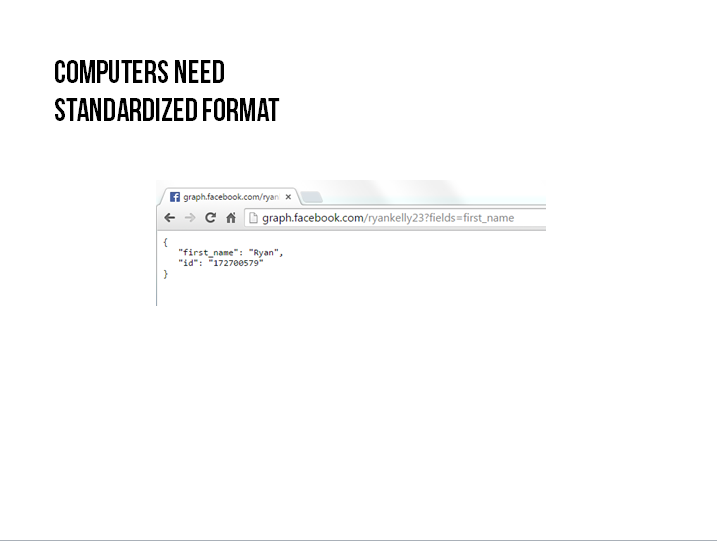 COMPUTERS NEED
STANDARDIZED FORMAT
graph.facebook.com/ryan
graph.facebook.com/ryankelly23?fields=first_name
{
"first_name": "Ryan",
"id": "172700579"
}